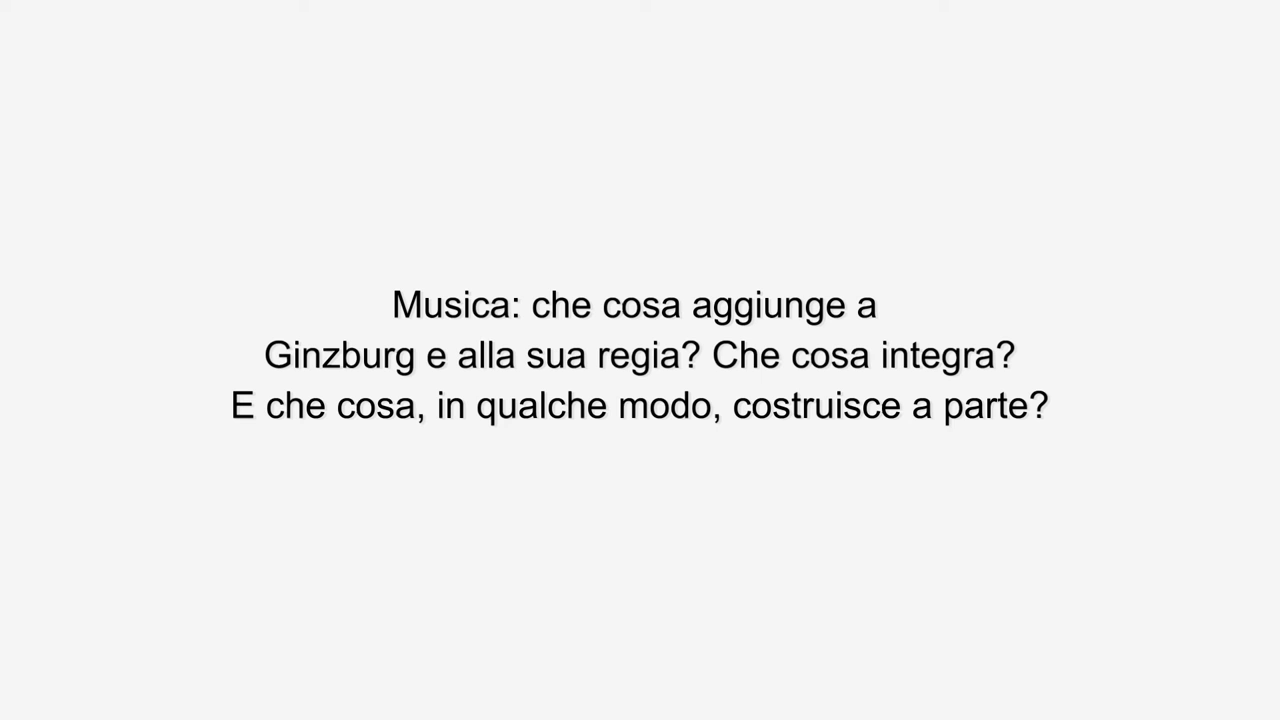 Musica: che cosa aggiunge a
Ginzburg e alla sua regia? Che cosa integra?
E che cosa, in qualche modo, costruisce a parte?